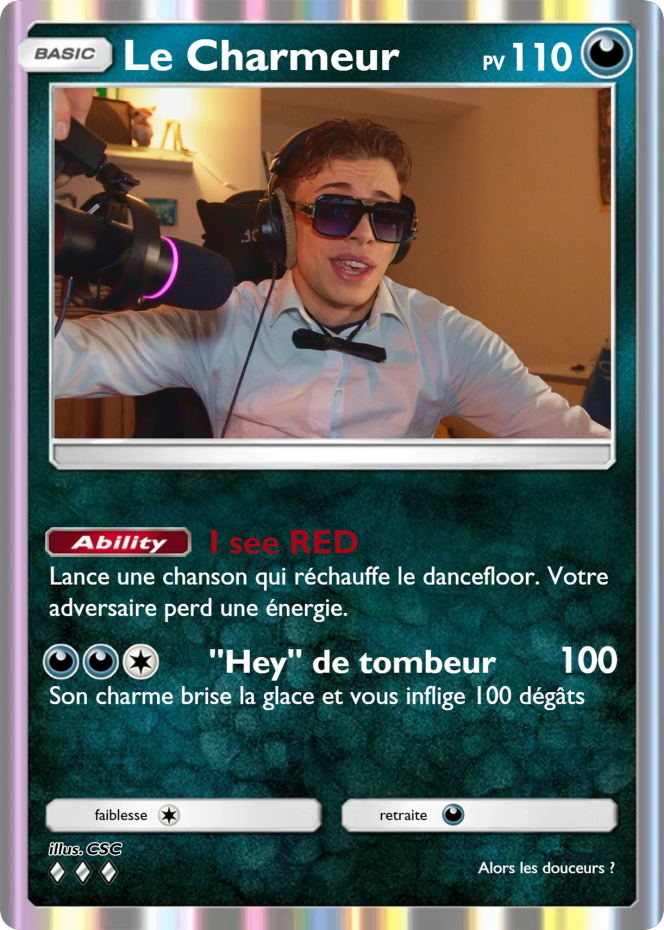 BASIC Le Charmeur PV 110
Ability I see RED
Lance une chanson qui réchauffe le dancefloor. Votre
adversaire perd une énergie.
"Hey" de tombeur 100
Son charme brise la glace et vous inflige 100 dégâts
faiblesse retraite
illus. CSC
Alors les douceurs ?